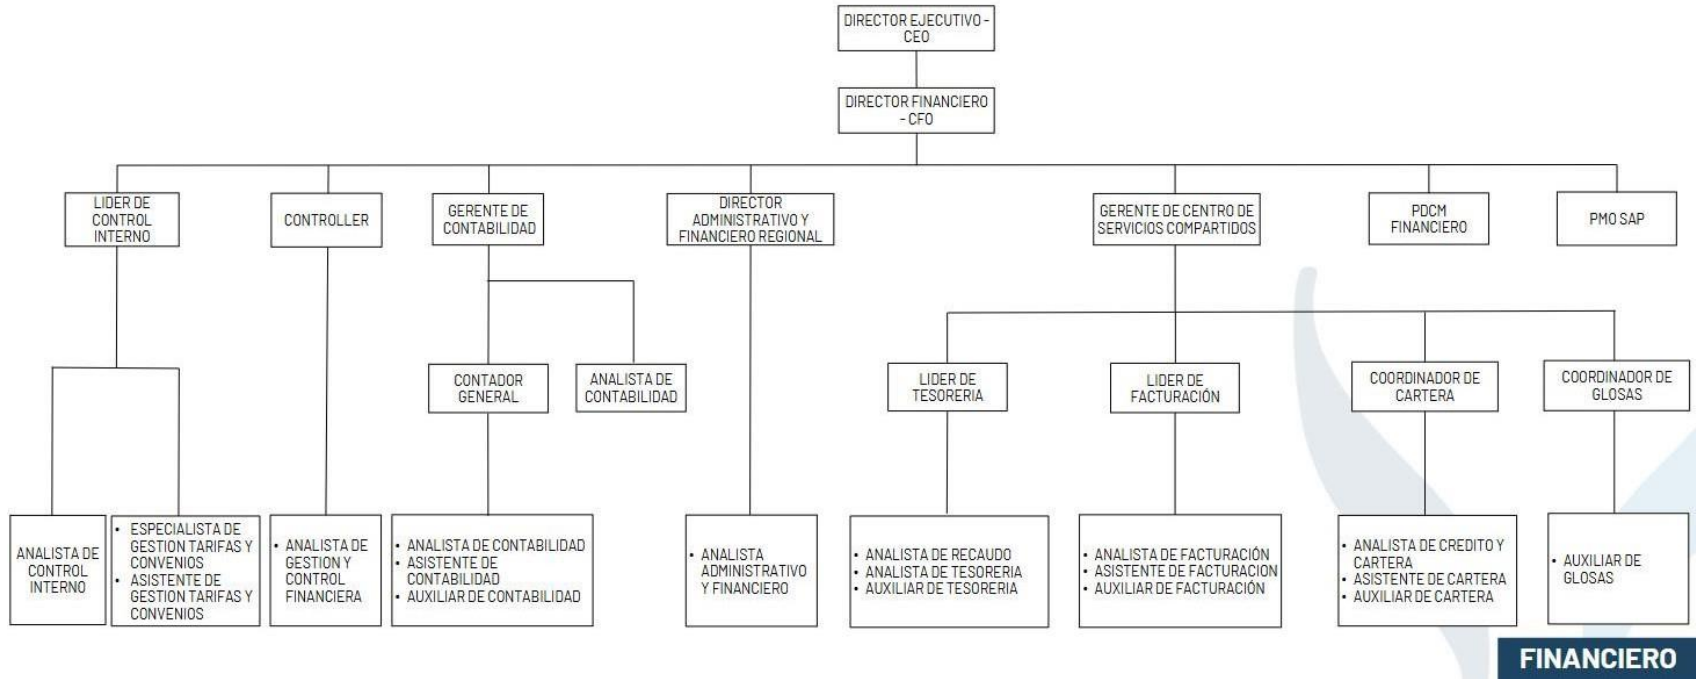 DIRECTOR EJECUTIVO -
CEO
DIRECTOR FINANCIERO
- CFO
LIDER DE
CONTROL
INTERNO
CONTROLLER
GERENTE DE
CONTABILIDAD
DIRECTOR
ADMINISTRATIVO Y
FINANCIERO REGIONAL
GERENTE DE CENTRO DE
SERVICIOS COMPARTIDOS
PDCM
FINANCIERO
PMO SAP
CONTADOR
GENERAL
ANALISTA DE
CONTABILIDAD
LIDER DE
TESORERIA
LIDER DE
FACTURACIÓN
COORDINADOR DE
CARTERA
COORDINADOR DE
GLOSAS
ANALISTA DE
CONTROL
INTERNO
• ESPECIALISTA DE
GESTION TARIFAS Y
CONVENIOS
• ASISTENTE DE
GESTION TARIFAS Y
CONVENIOS
• ANALISTA DE
GESTION Y
CONTROL
FINANCIERA
• ANALISTA DE CONTABILIDAD
• ASISTENTE DE
CONTABILIDAD
• AUXILIAR DE CONTABILIDAD
• ANALISTA
ADMINISTRATIVO
Y FINANCIERO
• ANALISTA DE RECAUDO
• ANALISTA DE TESORERIA
• AUXILIAR DE TESORERIA
• ANALISTA DE FACTURACIÓN
• ASISTENTE DE FACTURACION
• AUXILIAR DE FACTURACIÓN
• ANALISTA DE CREDITO Y
CARTERA
• ASISTENTE DE CARTERA
• AUXILIAR DE CARTERA
• AUXILIAR DE
GLOSAS
FINANCIERO